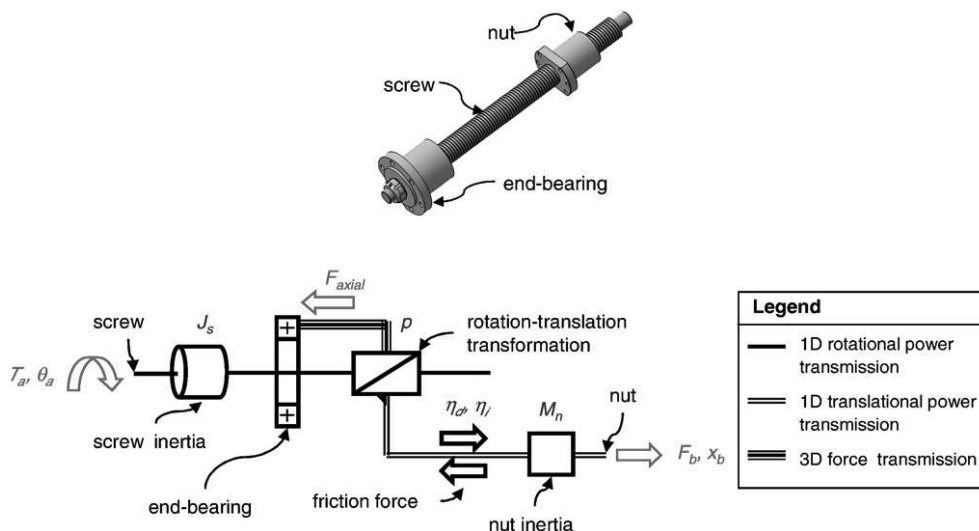 nut
screw
end-bearing
F_axial
screw
J_s
p
rotation-translation
transformation
T_a, θ_a
screw inertia
end-bearing
η_d, η_i
M_n
nut
F_b, x_b
friction force
nut inertia
Legend
1D rotational power
transmission
1D translational power
transmission
3D force transmission